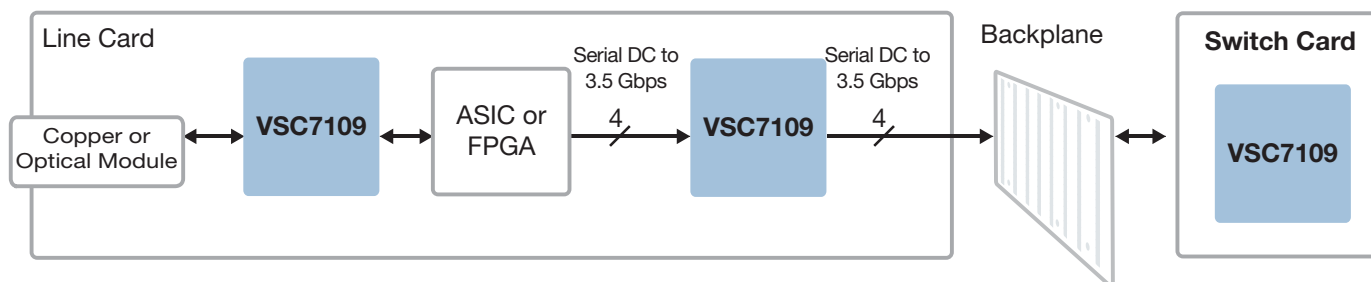 Line Card
Copper or
Optical Module
VSC7109
ASIC or
FPGA
Serial DC to
3.5 Gbps
4
VSC7109
Serial DC to
3.5 Gbps
4
Backplane
Switch Card
VSC7109